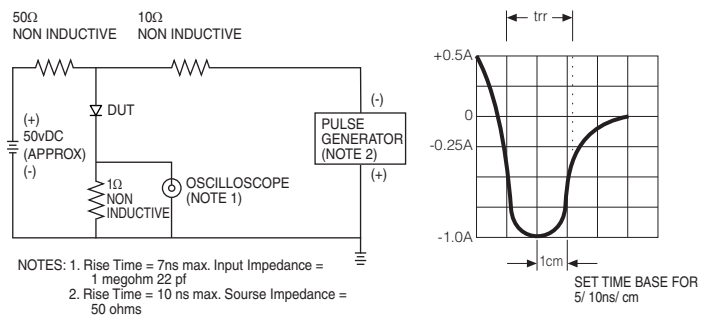 50Ω
NON INDUCTIVE
10Ω
NON INDUCTIVE
DUT
(+)
50vDC
(APPROX)
(-)
1Ω
NON
INDUCTIVE
OSCILLOSCOPE
(NOTE 1)
(-)
PULSE
GENERATOR
(NOTE 2)
(+)
NOTES: 1. Rise Time = 7ns max. Input Impedance =
1 megohm 22 pf
2. Rise Time = 10 ns max. Sourse Impedance =
50 ohms
trr
+0.5A
0
-0.25A
-1.0A
1cm
SET TIME BASE FOR
5/ 10ns/ cm